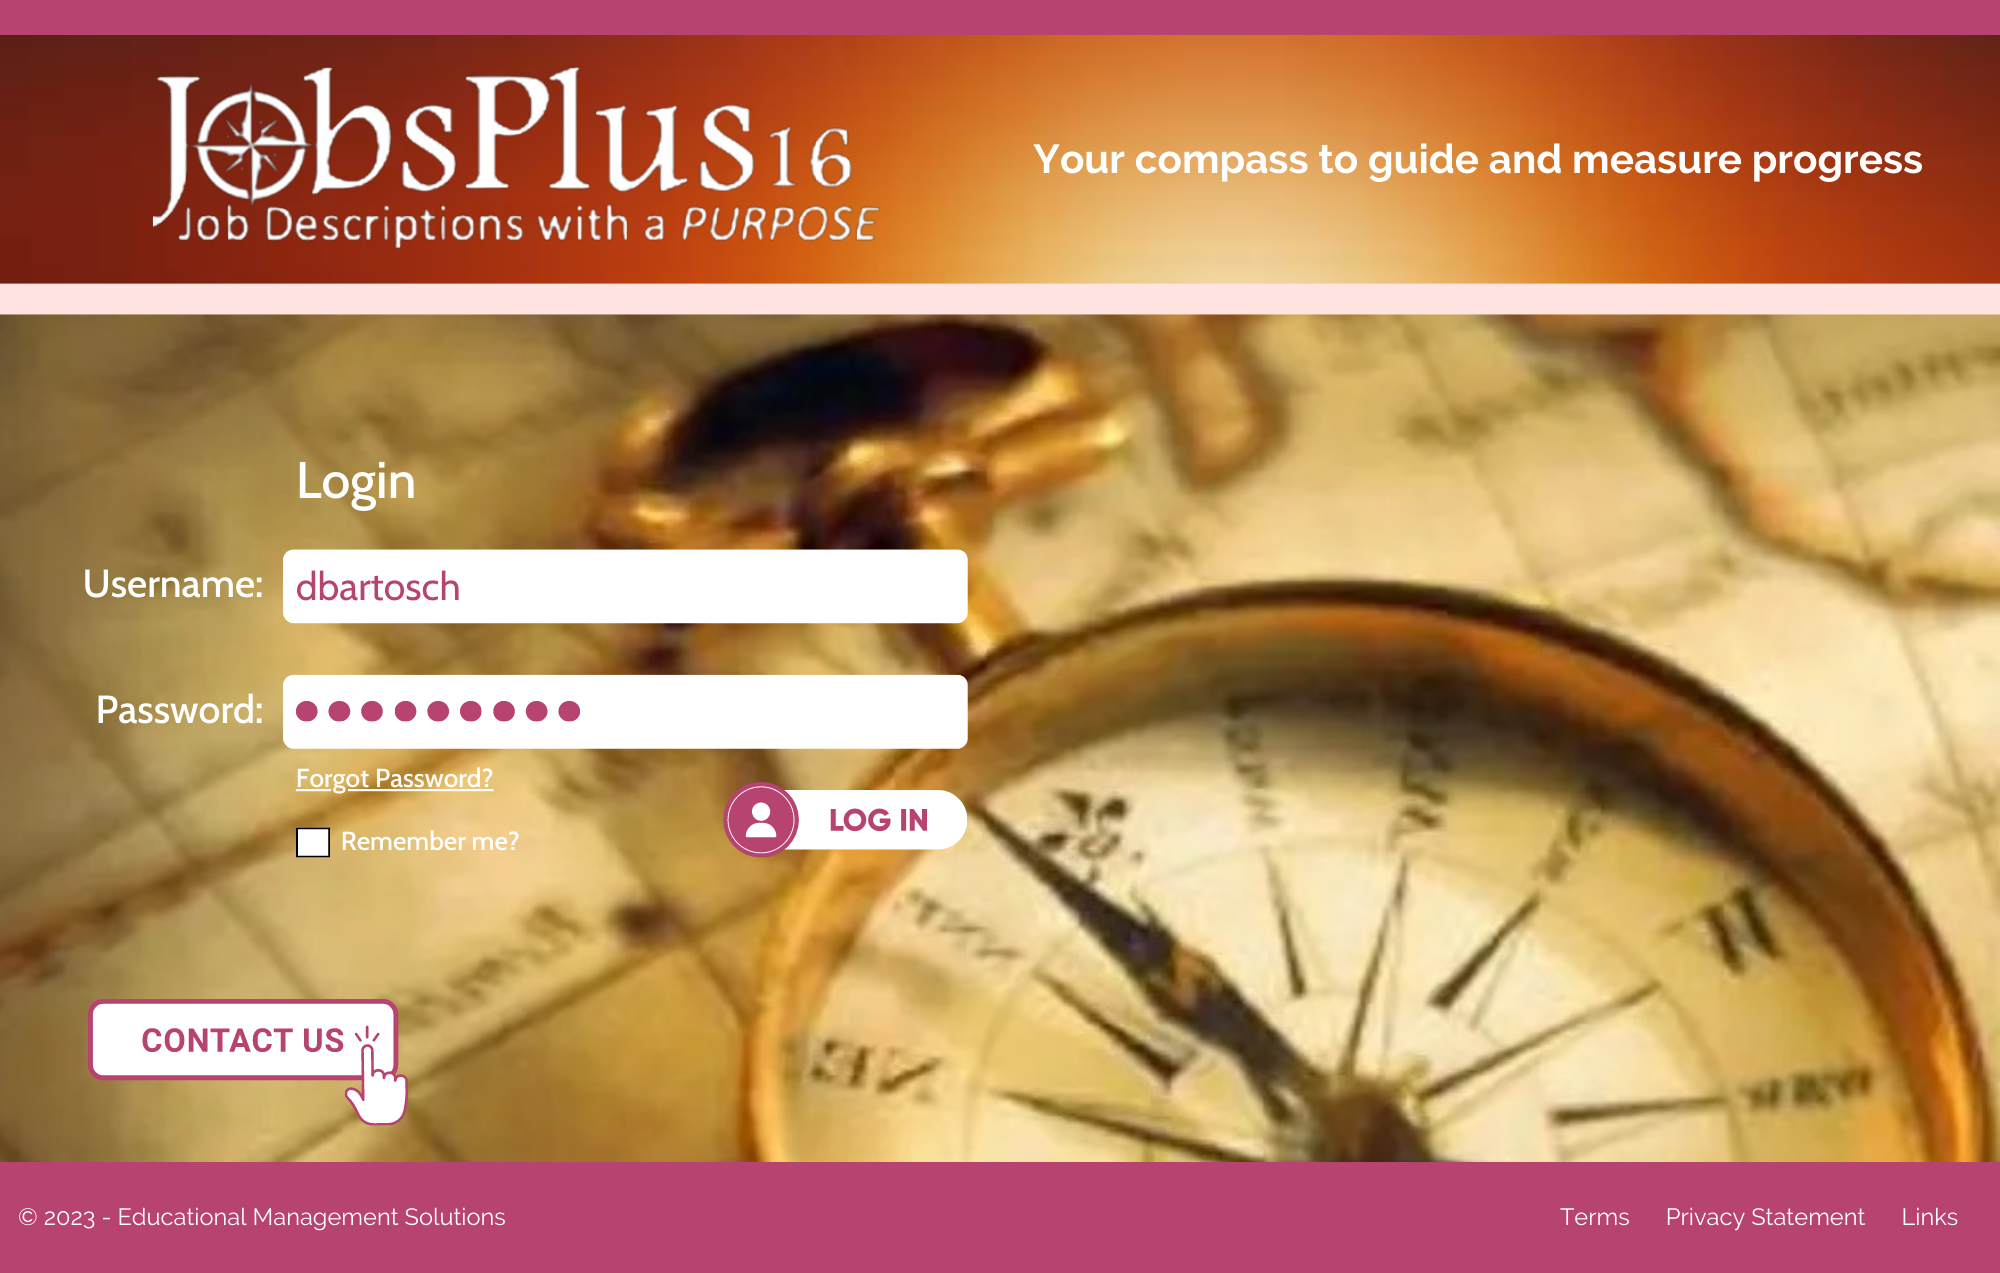 JobsPlus16
Job Descriptions with a PURPOSE
Your compass to guide and measure progress
Login
Username: dbartosch
Password:
Forgot Password?
Remember me?
LOG IN
CONTACT US
© 2023 - Educational Management Solutions
Terms Privacy Statement Links